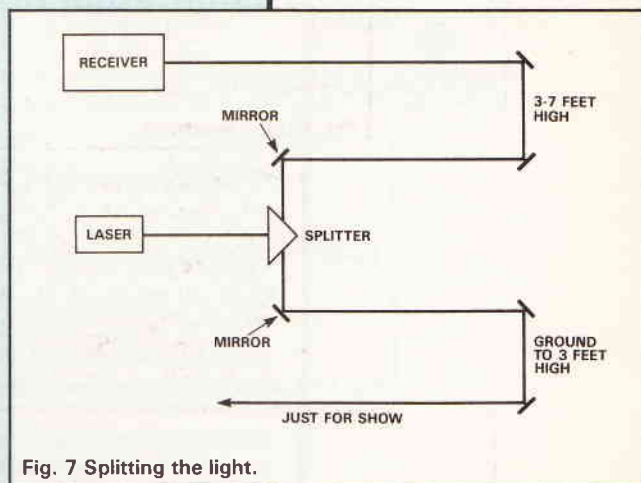 RECEIVER
3-7 FEET
HIGH
MIRROR
LASER
SPLITTER
MIRROR
GROUND
TO 3 FEET
HIGH
JUST FOR SHOW
Fig. 7 Splitting the light.